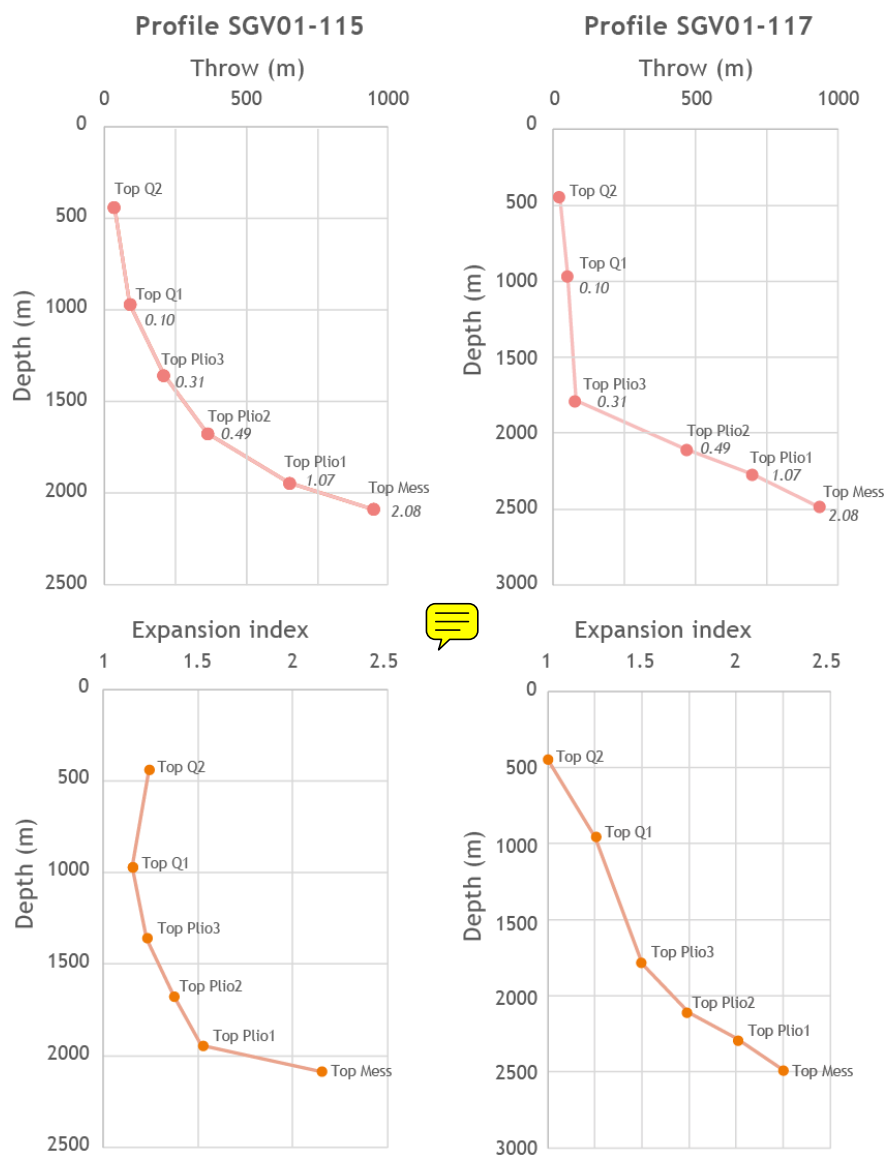 Profile SGV01-115
Throw (m)
0 500 1000
0
500
1000
1500
2000
2500
Depth (m)
Top Q2
Top Q1
0.10
Top Plio3
0.31
Top Plio2
0.49
Top Plio1
1.07
Top Mess
2.08
Profile SGV01-117
Throw (m)
0 500 1000
0
500
1000
1500
2000
2500
3000
Depth (m)
Top Q2
Top Q1
0.10
Top Plio3
0.31
Top Plio2
0.49
Top Plio1
1.07
Top Mess
2.08
Expansion index
1 1.5 2 2.5
0
500
1000
1500
2000
2500
Depth (m)
Top Q2
Top Q1
Top Plio3
Top Plio2
Top Plio1
Top Mess
Expansion index
1 1.5 2 2.5
0
500
1000
1500
2000
2500
3000
Depth (m)
Top Q2
Top Q1
Top Plio3
Top Plio2
Top Plio1
Top Mess